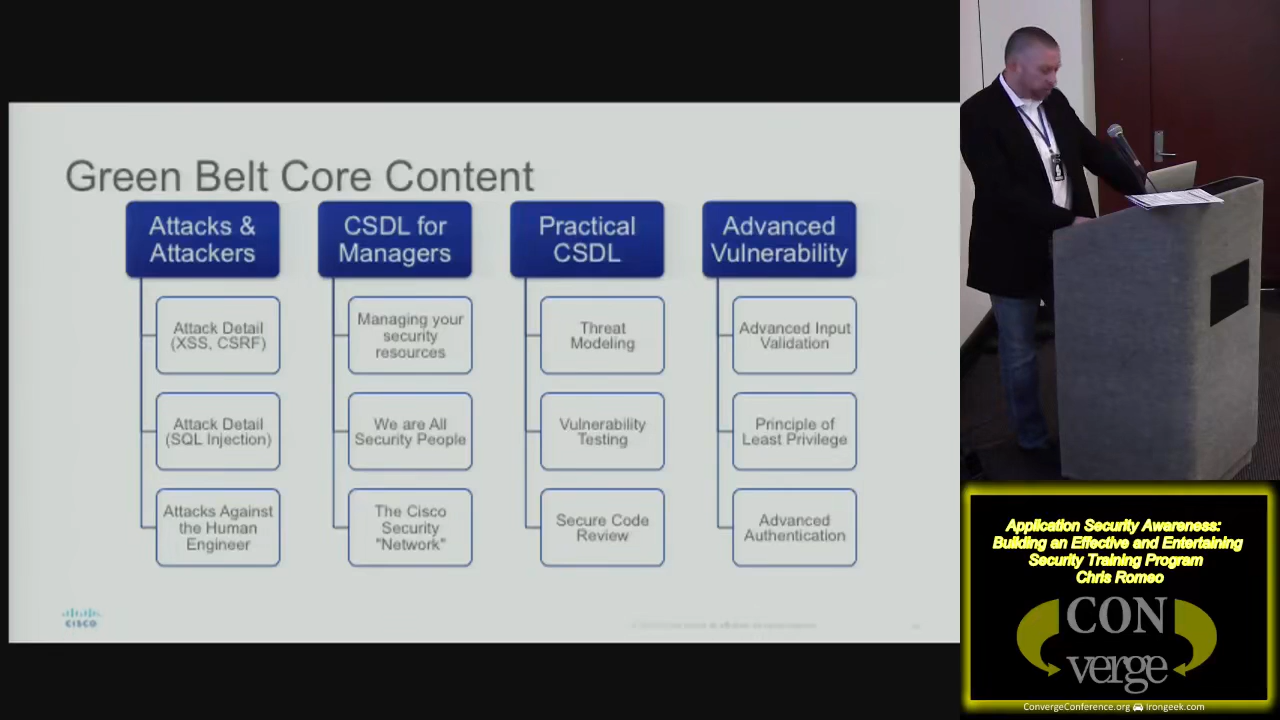 Green Belt Core Content
Attacks &
Attackers
Attack Detail
(XSS, CSRF)
Attack Detail
(SQL Injection)
Attacks Against
the Human
Engineer
CSDL for
Managers
Managing your
security
resources
We are All
Security People
The Cisco
Security
"Network"
Practical
CSDL
Threat
Modeling
Vulnerability
Testing
Secure Code
Review
Advanced
Vulnerability
Advanced Input
Validation
Principle of
Least Privilege
Advanced
Authentication
CISCO
Application Security Awareness:
Building an Effective and Entertaining
Security Training Program
Chris Romeo
CON
verge
ConvergeConference.org Irongeek.com